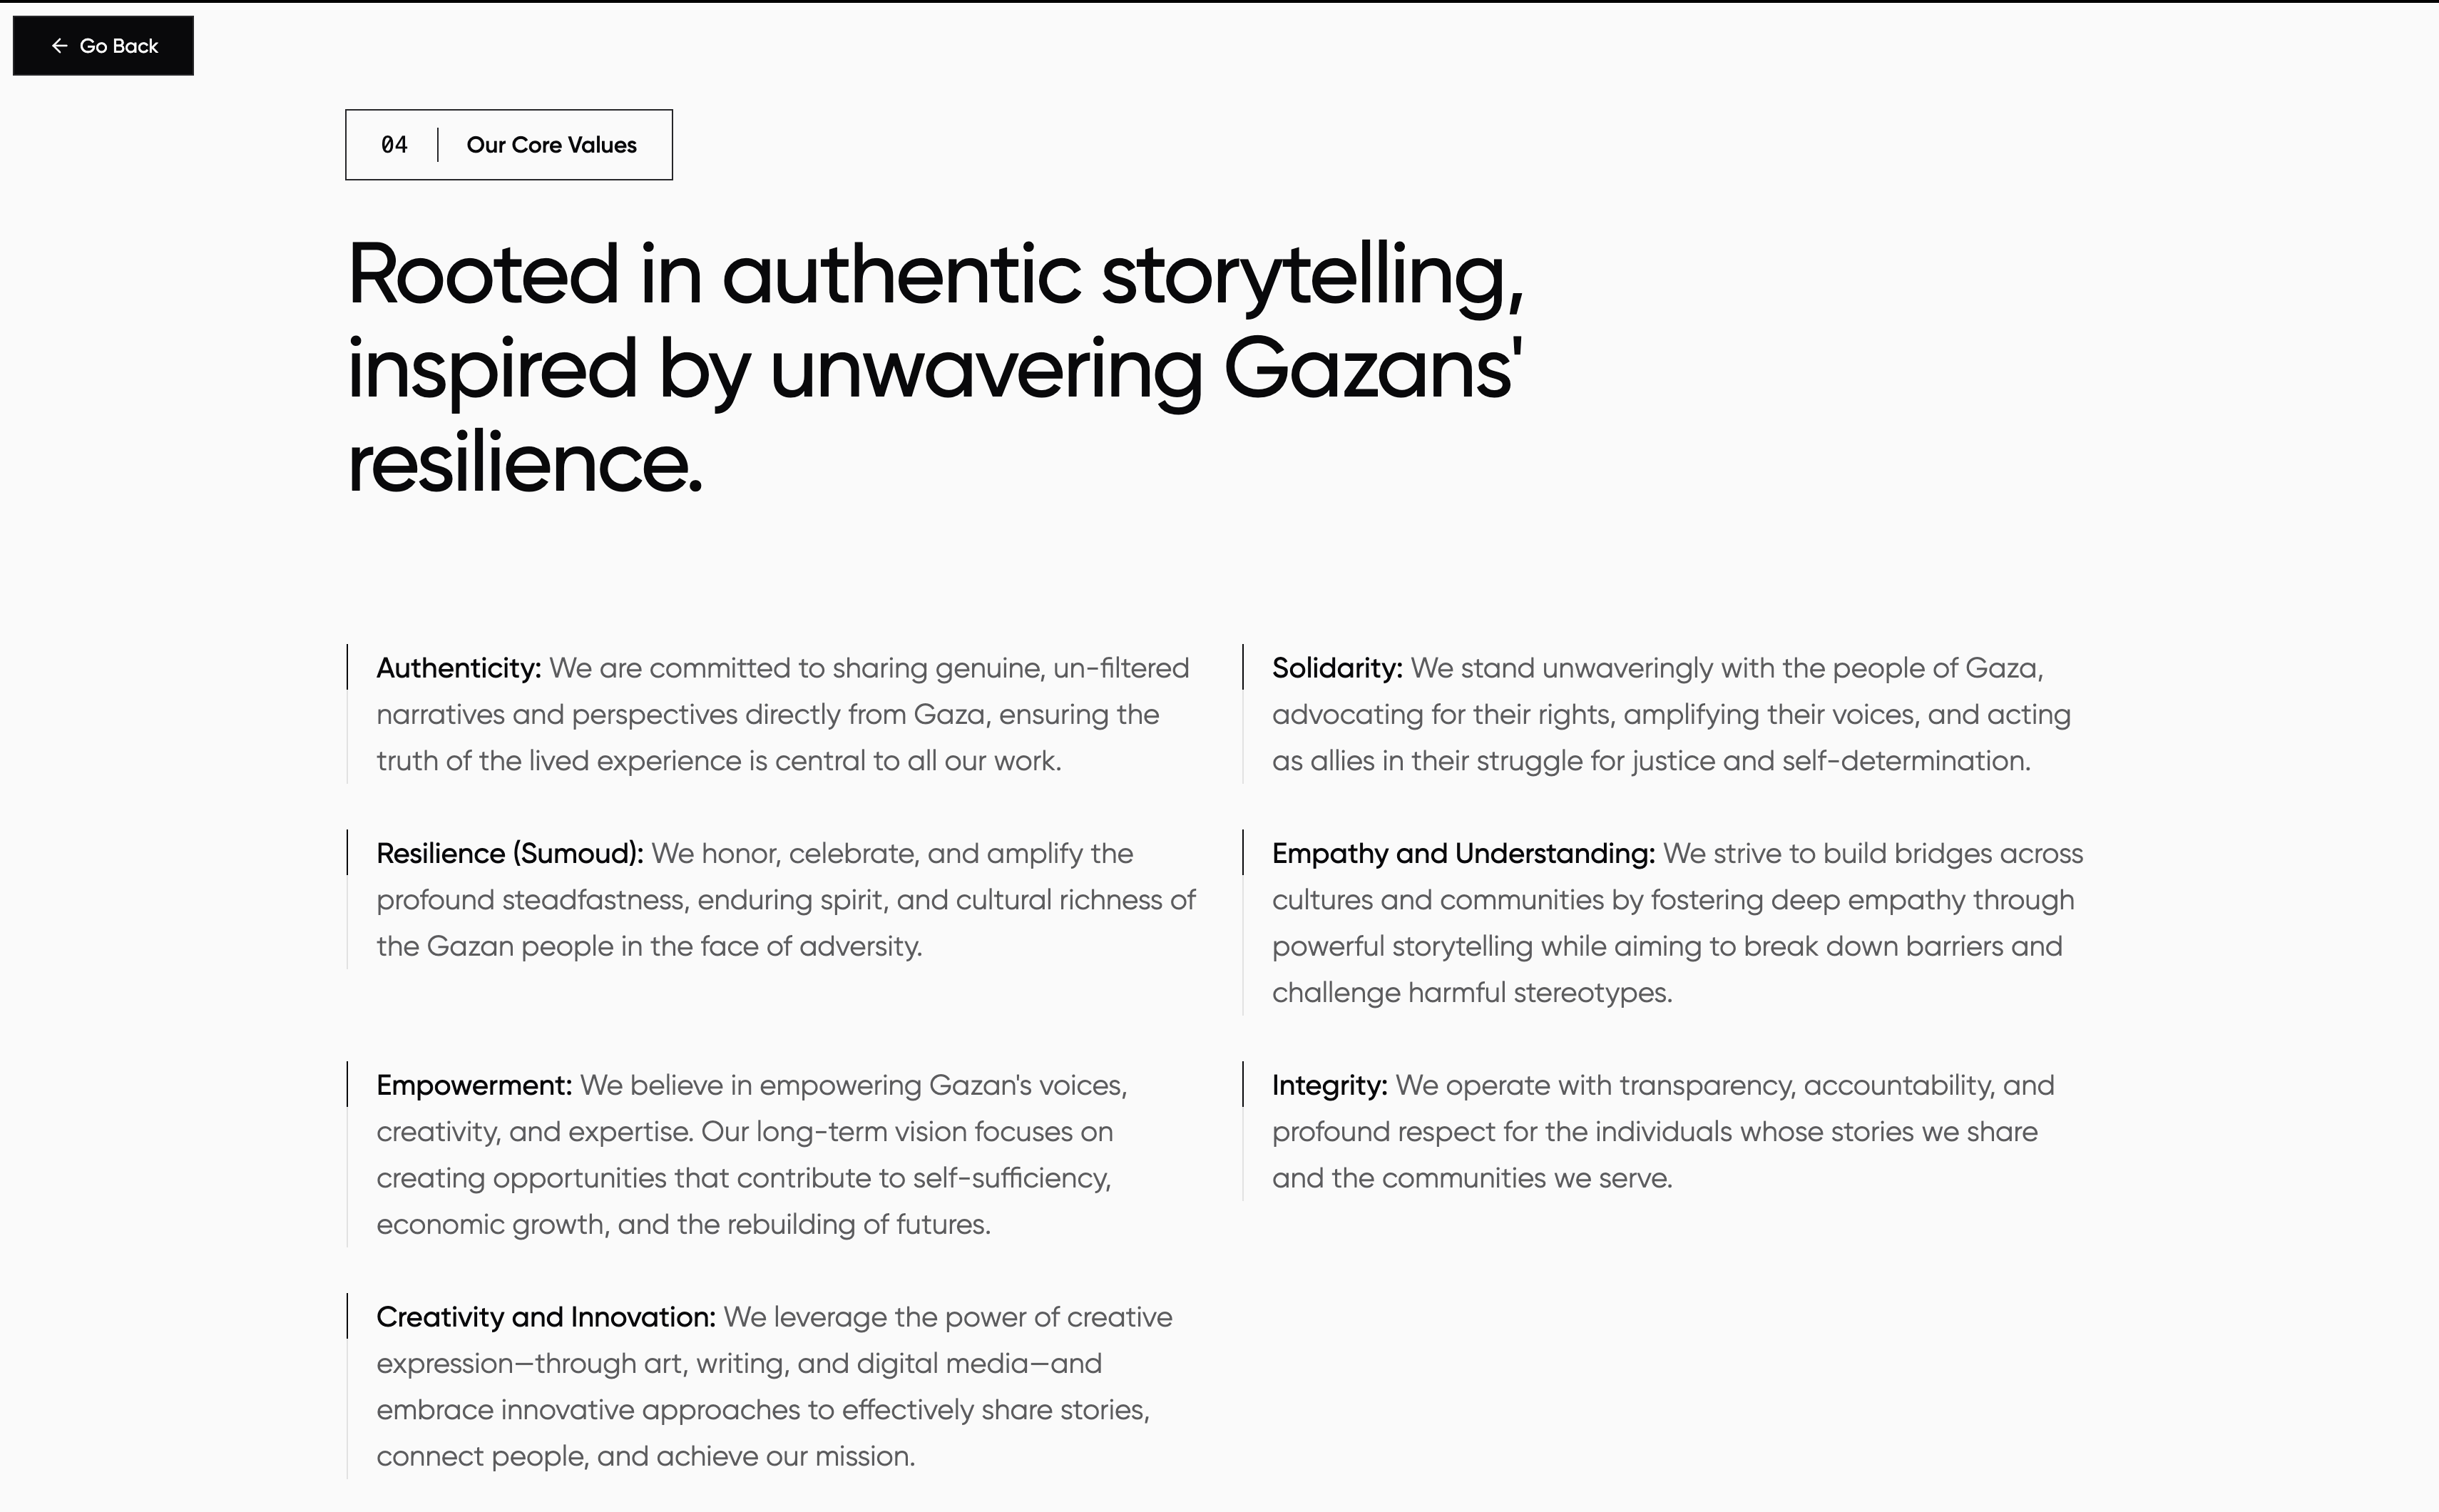 ← Go Back
04 | Our Core Values
Rooted in authentic storytelling,
inspired by unwavering Gazans'
resilience.
Authenticity: We are committed to sharing genuine, un-filtered
narratives and perspectives directly from Gaza, ensuring the
truth of the lived experience is central to all our work.
Solidarity: We stand unwaveringly with the people of Gaza,
advocating for their rights, amplifying their voices, and acting
as allies in their struggle for justice and self-determination.
Resilience (Sumoud): We honor, celebrate, and amplify the
profound steadfastness, enduring spirit, and cultural richness of
the Gazan people in the face of adversity.
Empathy and Understanding: We strive to build bridges across
cultures and communities by fostering deep empathy through
powerful storytelling while aiming to break down barriers and
challenge harmful stereotypes.
Empowerment: We believe in empowering Gazan's voices,
creativity, and expertise. Our long-term vision focuses on
creating opportunities that contribute to self-sufficiency,
economic growth, and the rebuilding of futures.
Integrity: We operate with transparency, accountability, and
profound respect for the individuals whose stories we share
and the communities we serve.
Creativity and Innovation: We leverage the power of creative
expression—through art, writing, and digital media—and
embrace innovative approaches to effectively share stories,
connect people, and achieve our mission.